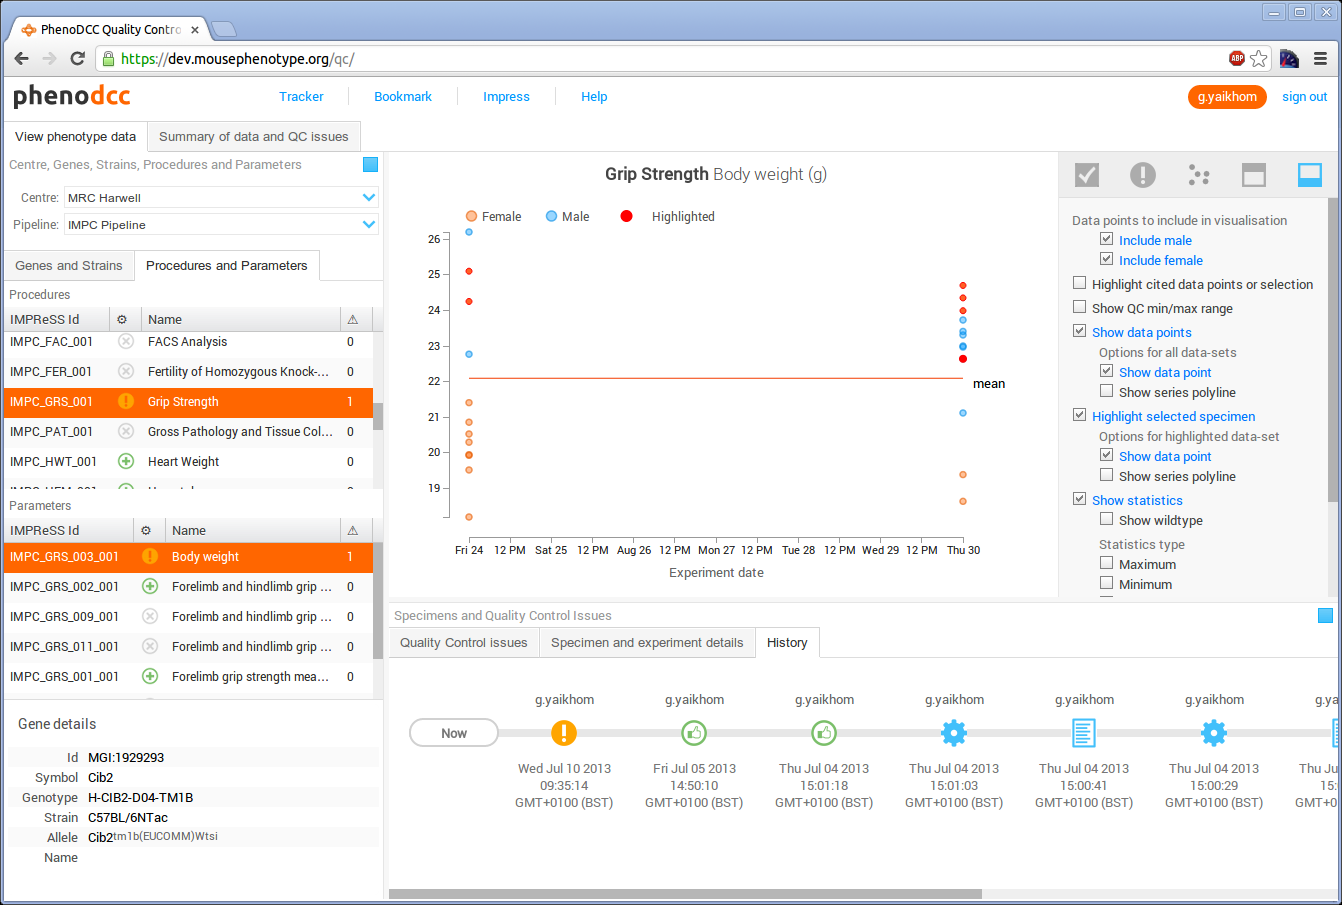 PhenoDCC Quality Contro
https://dev.mousephenotype.org/qc/
ABP
phenodcc
Tracker
Bookmark
Impress
Help
g.yaikhom
sign out
View phenotype data
Summary of data and QC issues
Centre, Genes, Strains, Procedures and Parameters
Centre: MRC Harwell
Pipeline: IMPC Pipeline
Genes and Strains
Procedures and Parameters
Procedures
IMPReSS Id Name
IMPC_FAC_001 FACS Analysis 0
IMPC_FER_001 Fertility of Homozygous Knock-... 0
IMPC_GRS_001 Grip Strength 1
IMPC_PAT_001 Gross Pathology and Tissue Col... 0
IMPC_HWT_001 Heart Weight 0
Parameters
IMPReSS Id Name
IMPC_GRS_003_001 Body weight 1
IMPC_GRS_002_001 Forelimb and hindlimb grip ... 0
IMPC_GRS_009_001 Forelimb and hindlimb grip ... 0
IMPC_GRS_011_001 Forelimb and hindlimb grip ... 0
IMPC_GRS_001_001 Forelimb grip strength mea... 0
Gene details
Id MGI:1929293
Symbol Cib2
Genotype H-CIB2-D04-TM1B
Strain C57BL/6NTac
Allele Cib2tm1b(EUCOMM)Wtsi
Name
Grip Strength Body weight (g)
Female Male Highlighted
26
25
24
23
22
21
20
19
mean
Fri 24 12 PM Sat 25 12 PM Aug 26 12 PM Mon 27 12 PM Tue 28 12 PM Wed 29 12 PM Thu 30
Experiment date
Data points to include in visualisation
Include male
Include female
Highlight cited data points or selection
Show QC min/max range
Show data points
Options for all data-sets
Show data point
Show series polyline
Highlight selected specimen
Options for highlighted data-set
Show data point
Show series polyline
Show statistics
Show wildtype
Statistics type
Maximum
Minimum
Specimens and Quality Control Issues
Quality Control issues
Specimen and experiment details
History
g.yaikhom g.yaikhom g.yaikhom g.yaikhom g.yaikhom g.yaikhom g.ya
Now
Wed Jul 10 2013 Fri Jul 05 2013 Thu Jul 04 2013 Thu Jul 04 2013 Thu Jul 04 2013 Thu Jul 04 2013 Thu Ju
09:35:14 14:50:10 15:01:18 15:01:03 15:00:41 15:00:29 15:
GMT+0100 (BST) GMT+0100 (BST) GMT+0100 (BST) GMT+0100 (BST) GMT+0100 (BST) GMT+0100 (BST) GMT+0